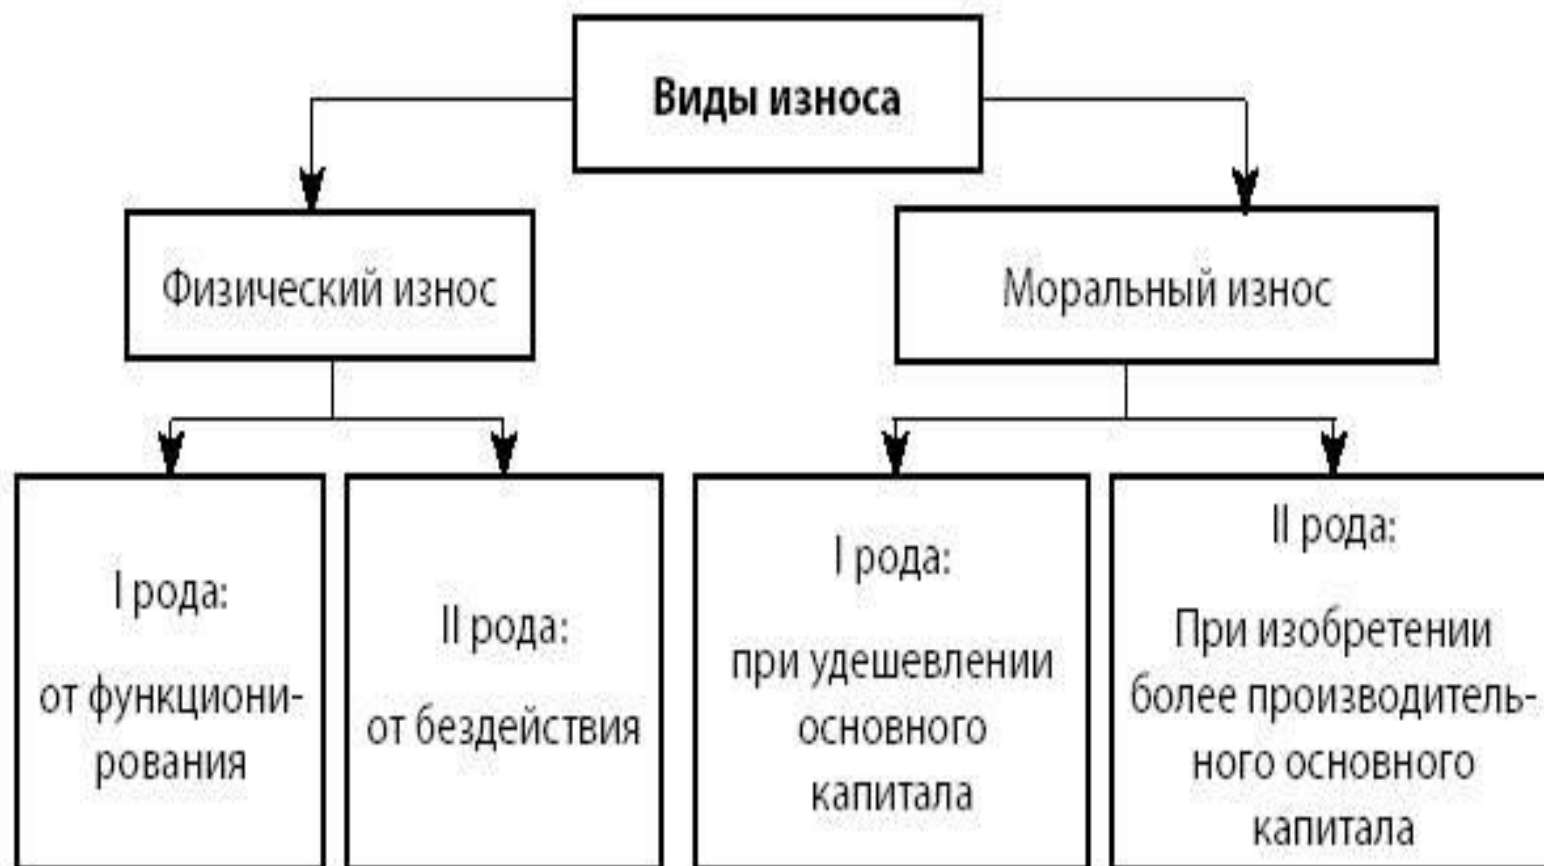 Виды износа
Физический износ
Моральный износ
I рода:
от функциони-
рования
II рода:
от бездействия
I рода:
при удешевлении
основного
капитала
II рода:
При изобретении
более производитель-
ного основного
капитала